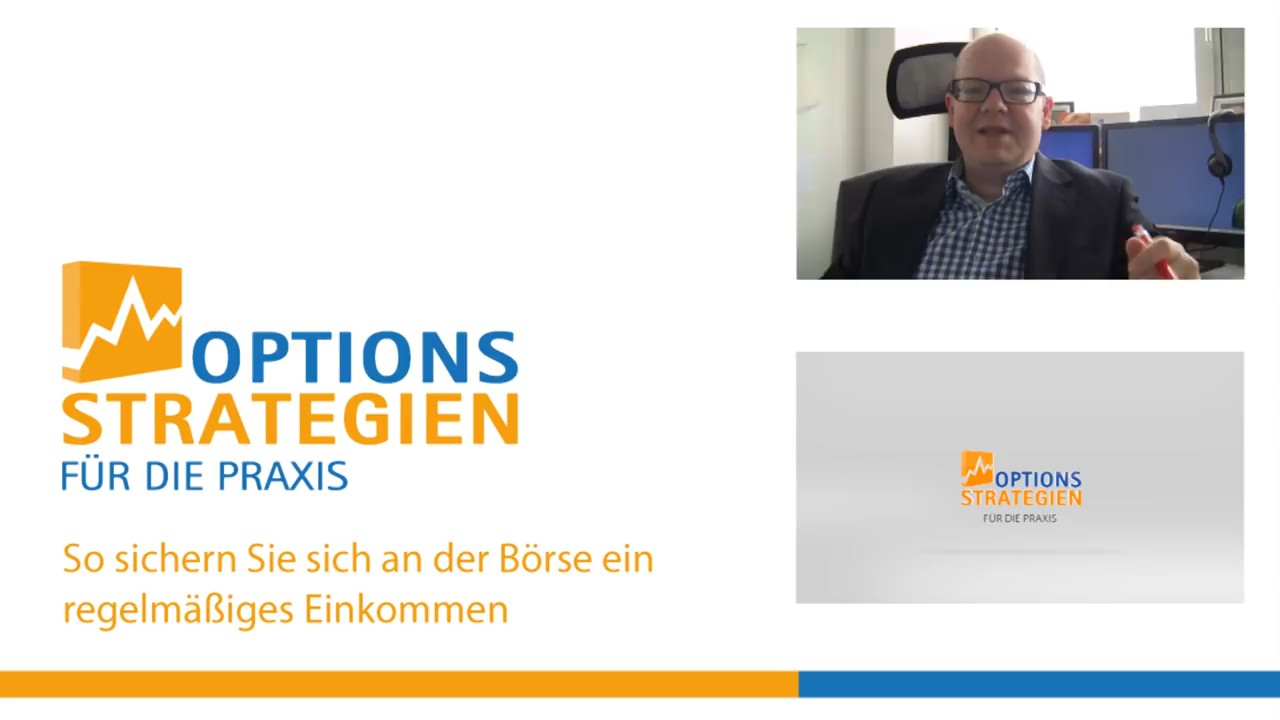 OPTIONS
STRATEGIEN
FÜR DIE PRAXIS
So sichern Sie sich an der Börse ein
regelmäßiges Einkommen
OPTIONS
STRATEGIEN
FÜR DIE PRAXIS